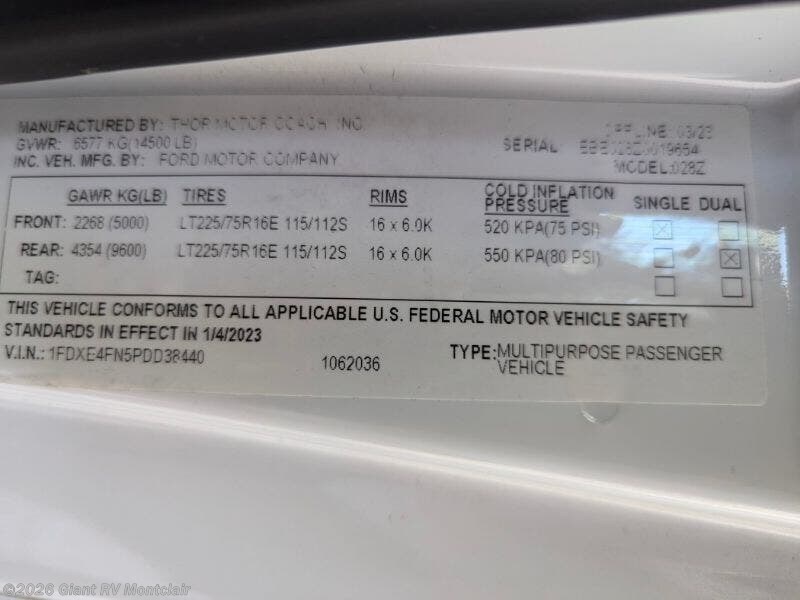 MANUFACTURED BY: THOR MOTOR COACH INC. OFFLINE: 03/23
GVWR: 6577 KG(14500 LB) SERIAL
INC. VEH. MFG. BY: FORD MOTOR COMPANY MODEL:028Z
GAWR KG(LB) TIRES RIMS COLD INFLATION PRESSURE SINGLE DUAL
FRONT: 2268 (5000) LT225/75R16E 115/112S 16 x 6.0K 520 KPA(75 PSI) ☒ ☐
REAR: 4354 (9600) LT225/75R16E 115/112S 16 x 6.0K 550 KPA(80 PSI) ☐ ☒
TAG: ☐ ☐
THIS VEHICLE CONFORMS TO ALL APPLICABLE U.S. FEDERAL MOTOR VEHICLE SAFETY
STANDARDS IN EFFECT IN 1/4/2023
V.I.N.: 1FDXE4FN5PDD38440 1062036 TYPE: MULTIPURPOSE PASSENGER
VEHICLE
©2026 Giant RV Montclair